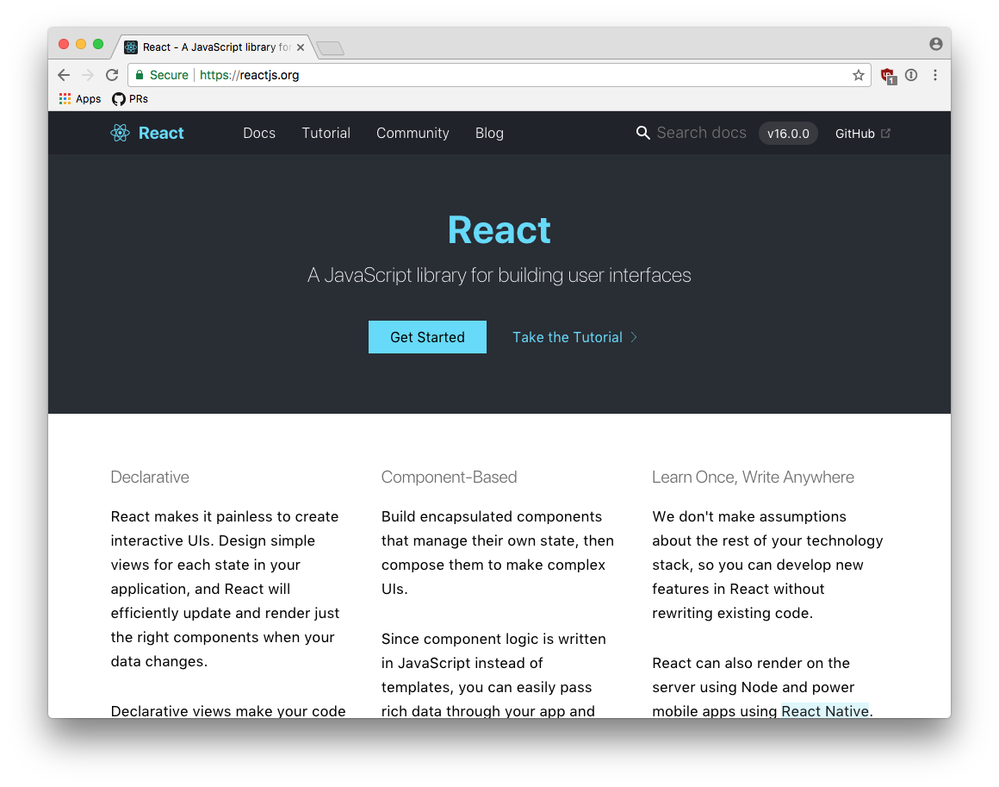 React - A JavaScript library for
Secure https://reactjs.org
1
Apps PRs
React Docs Tutorial Community Blog Search docs v16.0.0 GitHub
React
A JavaScript library for building user interfaces
Get Started Take the Tutorial
Declarative
React makes it painless to create
interactive UIs. Design simple
views for each state in your
application, and React will
efficiently update and render just
the right components when your
data changes.
Declarative views make your code
Component-Based
Build encapsulated components
that manage their own state, then
compose them to make complex
UIs.
Since component logic is written
in JavaScript instead of
templates, you can easily pass
rich data through your app and
Learn Once, Write Anywhere
We don't make assumptions
about the rest of your technology
stack, so you can develop new
features in React without
rewriting existing code.
React can also render on the
server using Node and power
mobile apps using React Native.